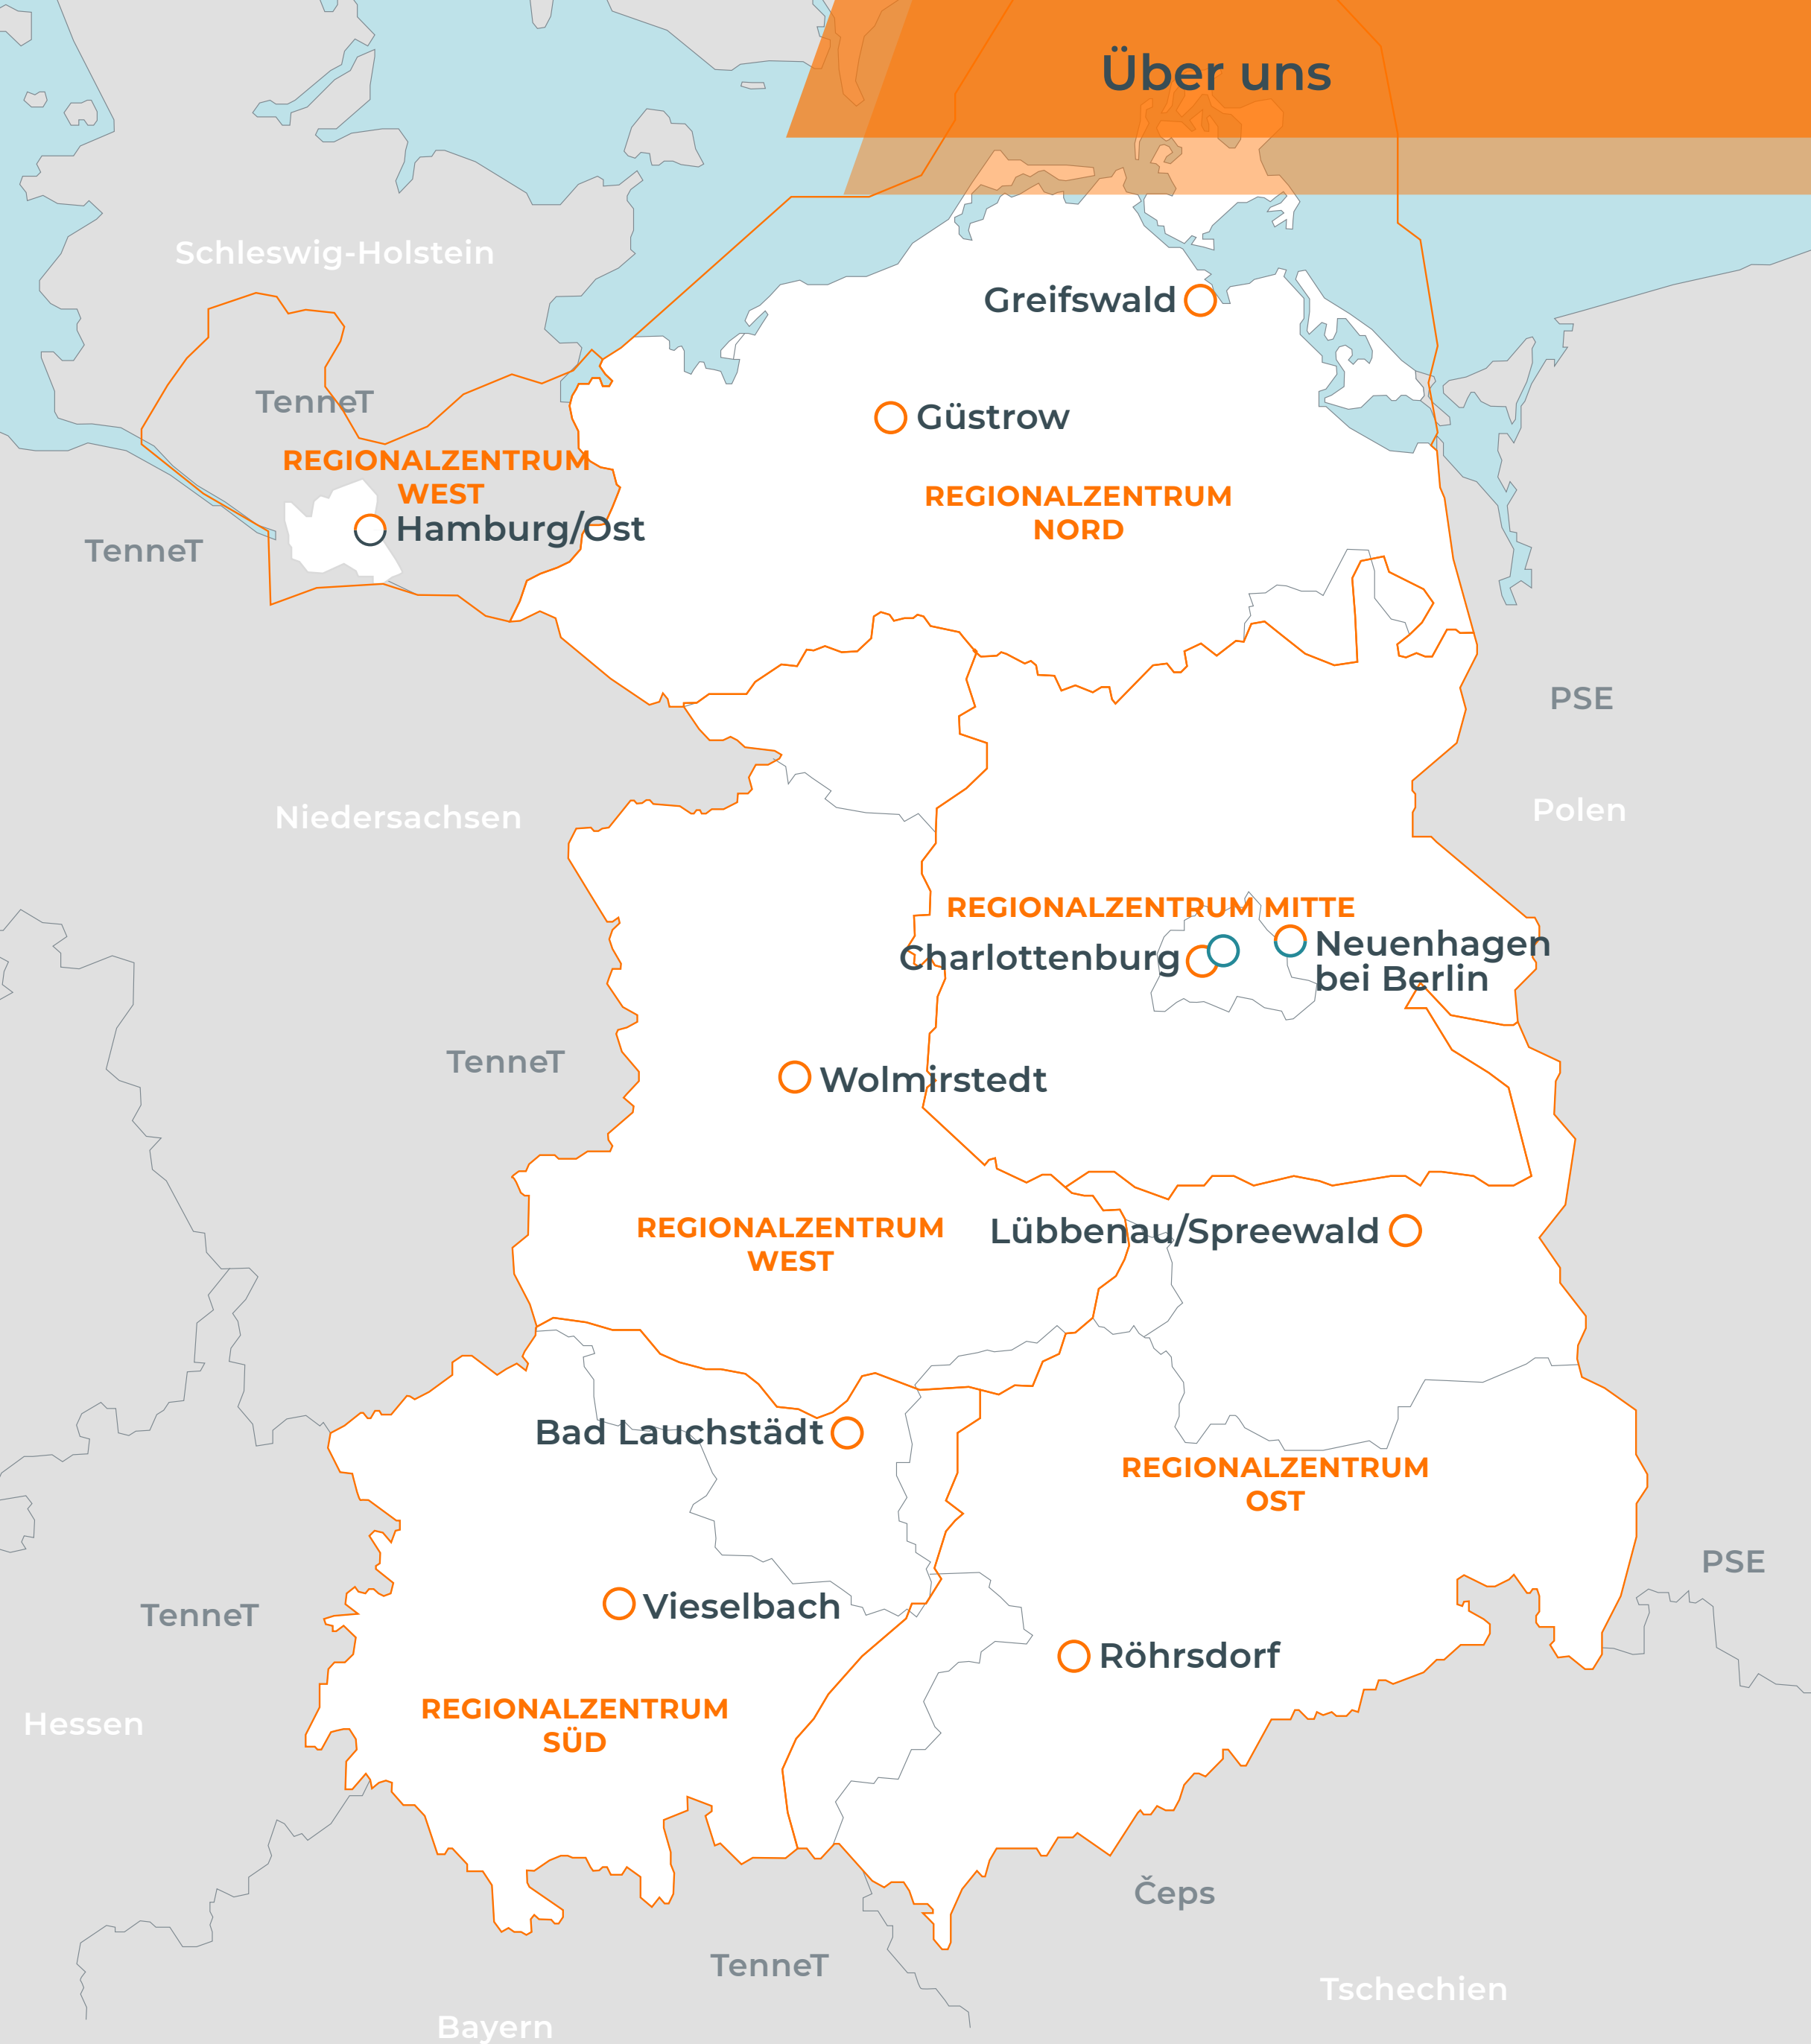 Über uns
Schleswig-Holstein
Greifswald
TenneT
Güstrow
REGIONALZENTRUM
WEST
REGIONALZENTRUM
NORD
Hamburg/Ost
TenneT
PSE
Niedersachsen
Polen
REGIONALZENTRUM MITTE
Charlottenburg
Neuenhagen
bei Berlin
TenneT
Wolmirstedt
REGIONALZENTRUM
WEST
Lübbenau/Spreewald
Bad Lauchstädt
REGIONALZENTRUM
OST
PSE
TenneT
Vieselbach
Röhrsdorf
Hessen
REGIONALZENTRUM
SÜD
Čeps
TenneT
Tschechien
Bayern